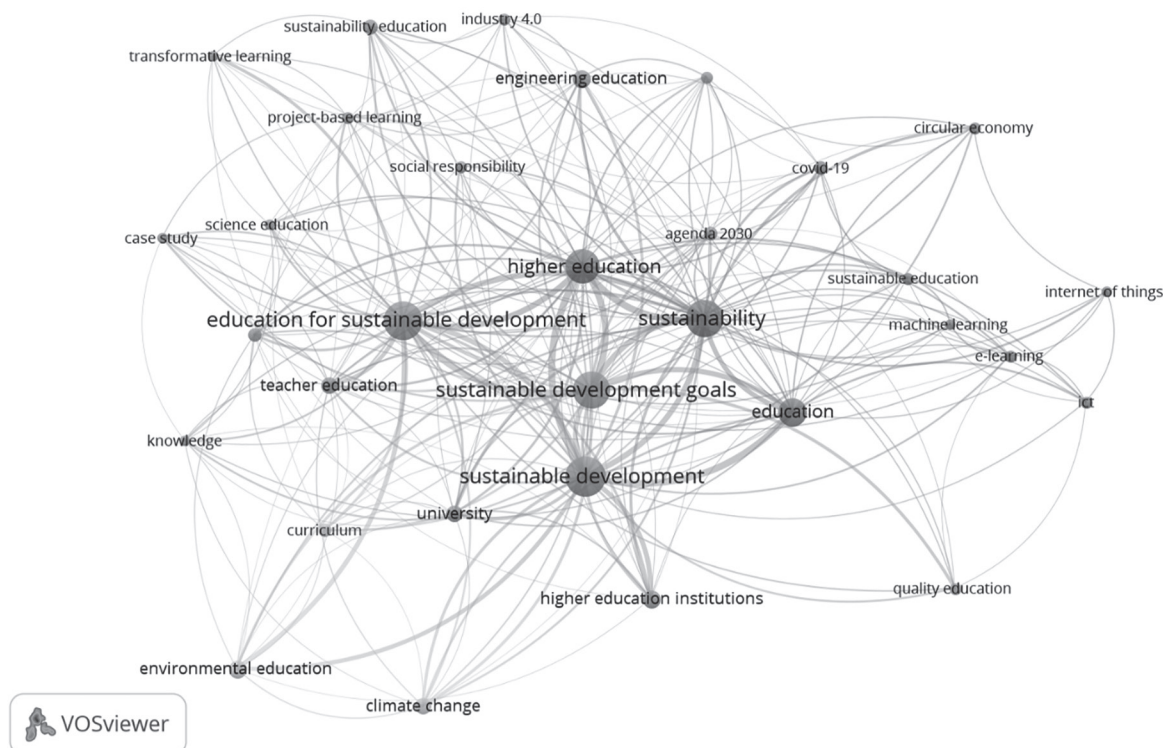 industry 4.0
sustainability education
transformative learning
engineering education
project-based learning
circular economy
social responsibility
covid-19
science education
case study
agenda 2030
higher education
sustainable education
internet of things
education for sustainable development
sustainability
machine learning
e-learning
teacher education
sustainable development goals
ict
education
knowledge
sustainable development
university
curriculum
quality education
higher education institutions
environmental education
climate change
VOSviewer